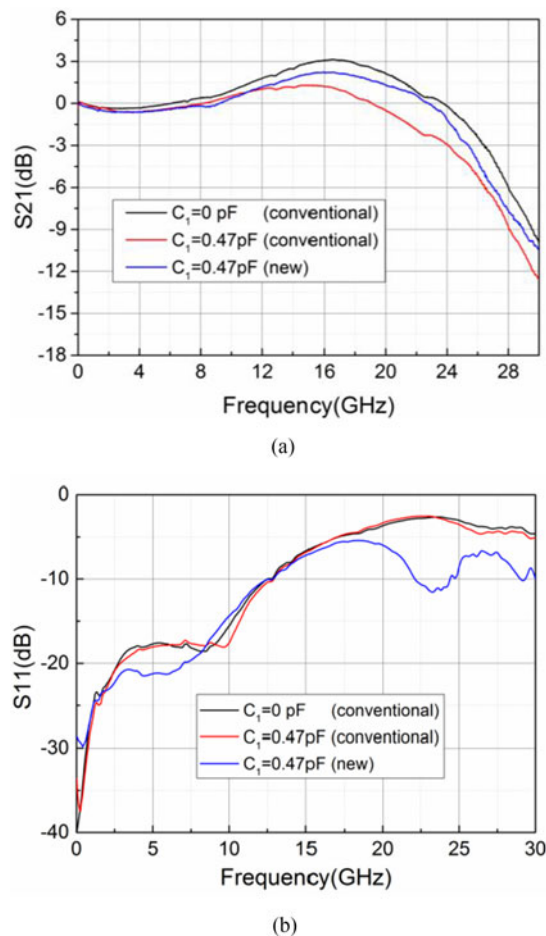 6
3
0
-3
-6
-9
-12
-15
-18
S21(dB)
C₁=0 pF (conventional)
C₁=0.47pF (conventional)
C₁=0.47pF (new)
0 4 8 12 16 20 24 28
Frequency(GHz)
(a)
0
-10
-20
-30
-40
S11(dB)
C₁=0 pF (conventional)
C₁=0.47pF (conventional)
C₁=0.47pF (new)
0 5 10 15 20 25 30
Frequency(GHz)
(b)